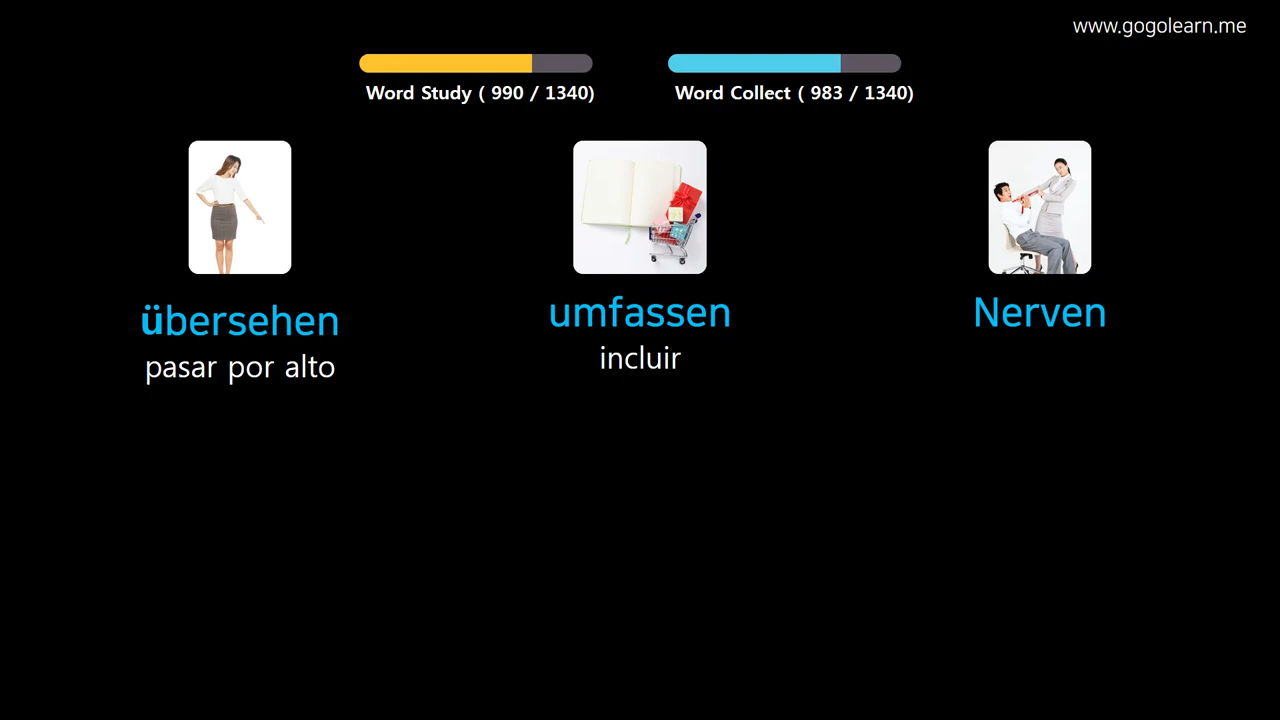 www.gogolearn.me
Word Study ( 990 / 1340)
Word Collect ( 983 / 1340)
übersehen
pasar por alto
umfassen
incluir
Nerven